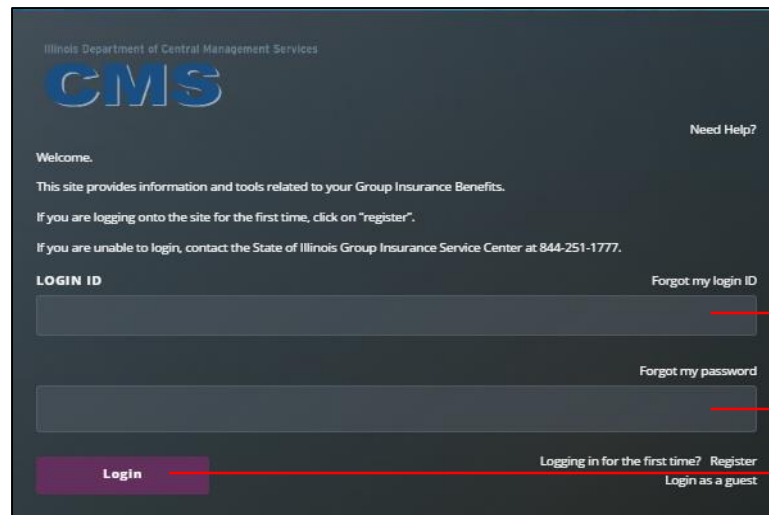 Illinois Department of Central Management Services
CMS
Need Help?
Welcome.
This site provides information and tools related to your Group Insurance Benefits.
If you are logging onto the site for the first time, click on "register".
If you are unable to login, contact the State of Illinois Group Insurance Service Center at 844-251-1777.
LOGIN ID Forgot my login ID
Forgot my password
Logging in for the first time? Register
Login
Login as a guest